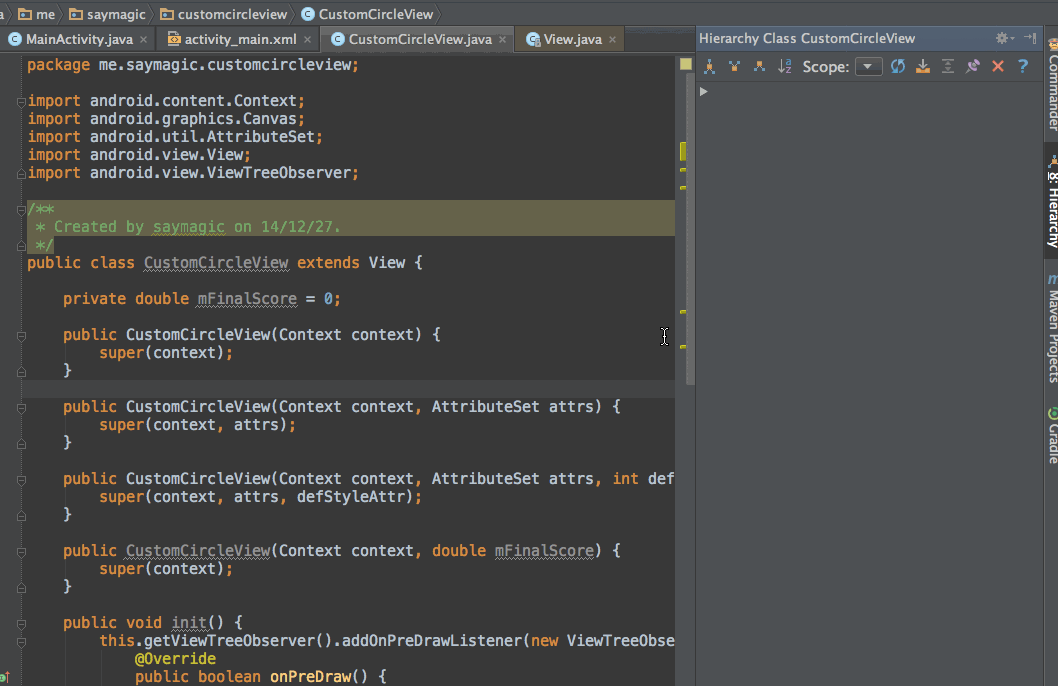 a me saymagic customcircleview CustomCircleView
MainActivity.java × activity_main.xml × CustomCircleView.java × View.java ×
Hierarchy Class CustomCircleView
Scope:
package me.saymagic.customcircleview;
import android.content.Context;
import android.graphics.Canvas;
import android.util.AttributeSet;
import android.view.View;
import android.view.ViewTreeObserver;
/**
* Created by saymagic on 14/12/27.
*/
public class CustomCircleView extends View {
private double mFinalScore = 0;
public CustomCircleView(Context context) {
super(context);
}
public CustomCircleView(Context context, AttributeSet attrs) {
super(context, attrs);
}
public CustomCircleView(Context context, AttributeSet attrs, int def
super(context, attrs, defStyleAttr);
}
public CustomCircleView(Context context, double mFinalScore) {
super(context);
}
public void init() {
this.getViewTreeObserver().addOnPreDrawListener(new ViewTreeObse
@Override
public boolean onPreDraw() {
Commander
8: Hierarchy
Maven Projects
Gradle